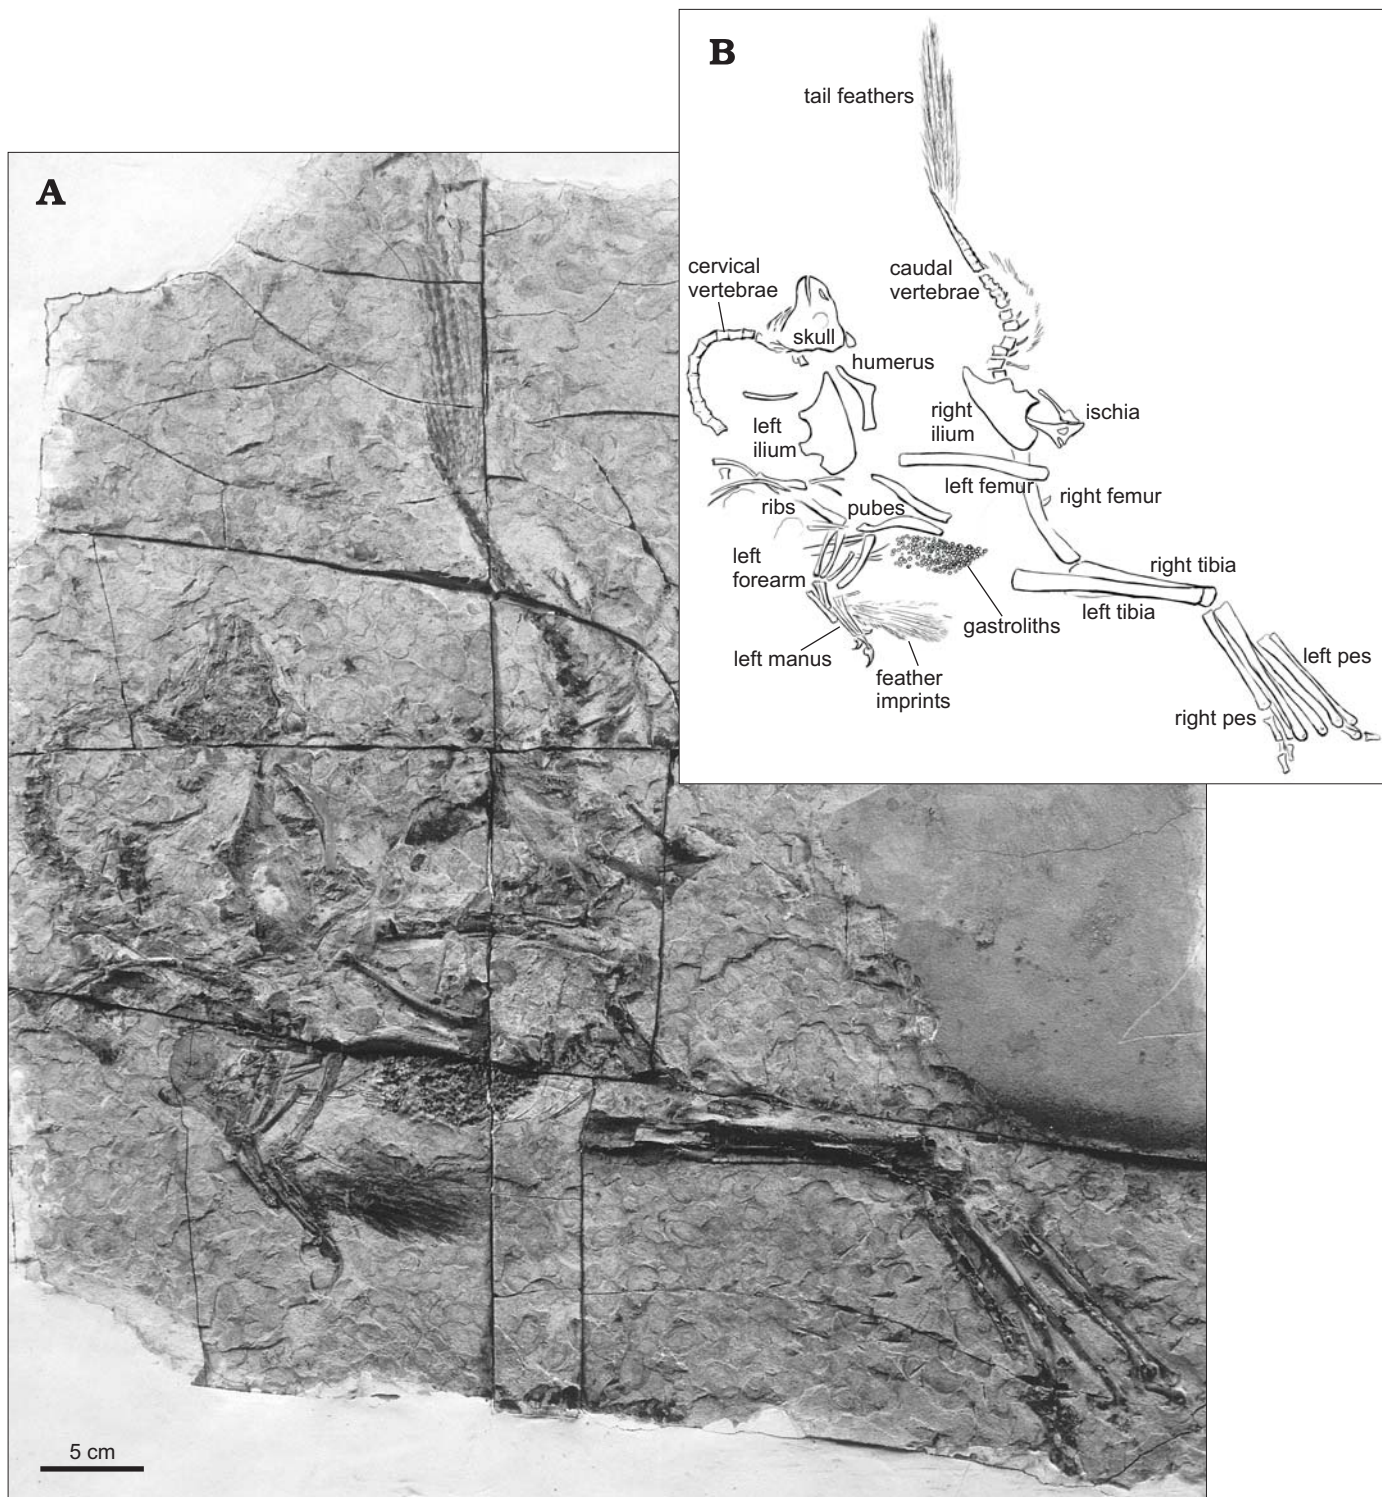 A
5 cm
B
tail feathers
cervical
vertebrae
caudal
vertebrae
skull
humerus
left
ilium
right
ilium
ischia
left femur
right femur
ribs
pubes
left
forearm
right tibia
left tibia
gastroliths
left manus
feather
imprints
left pes
right pes